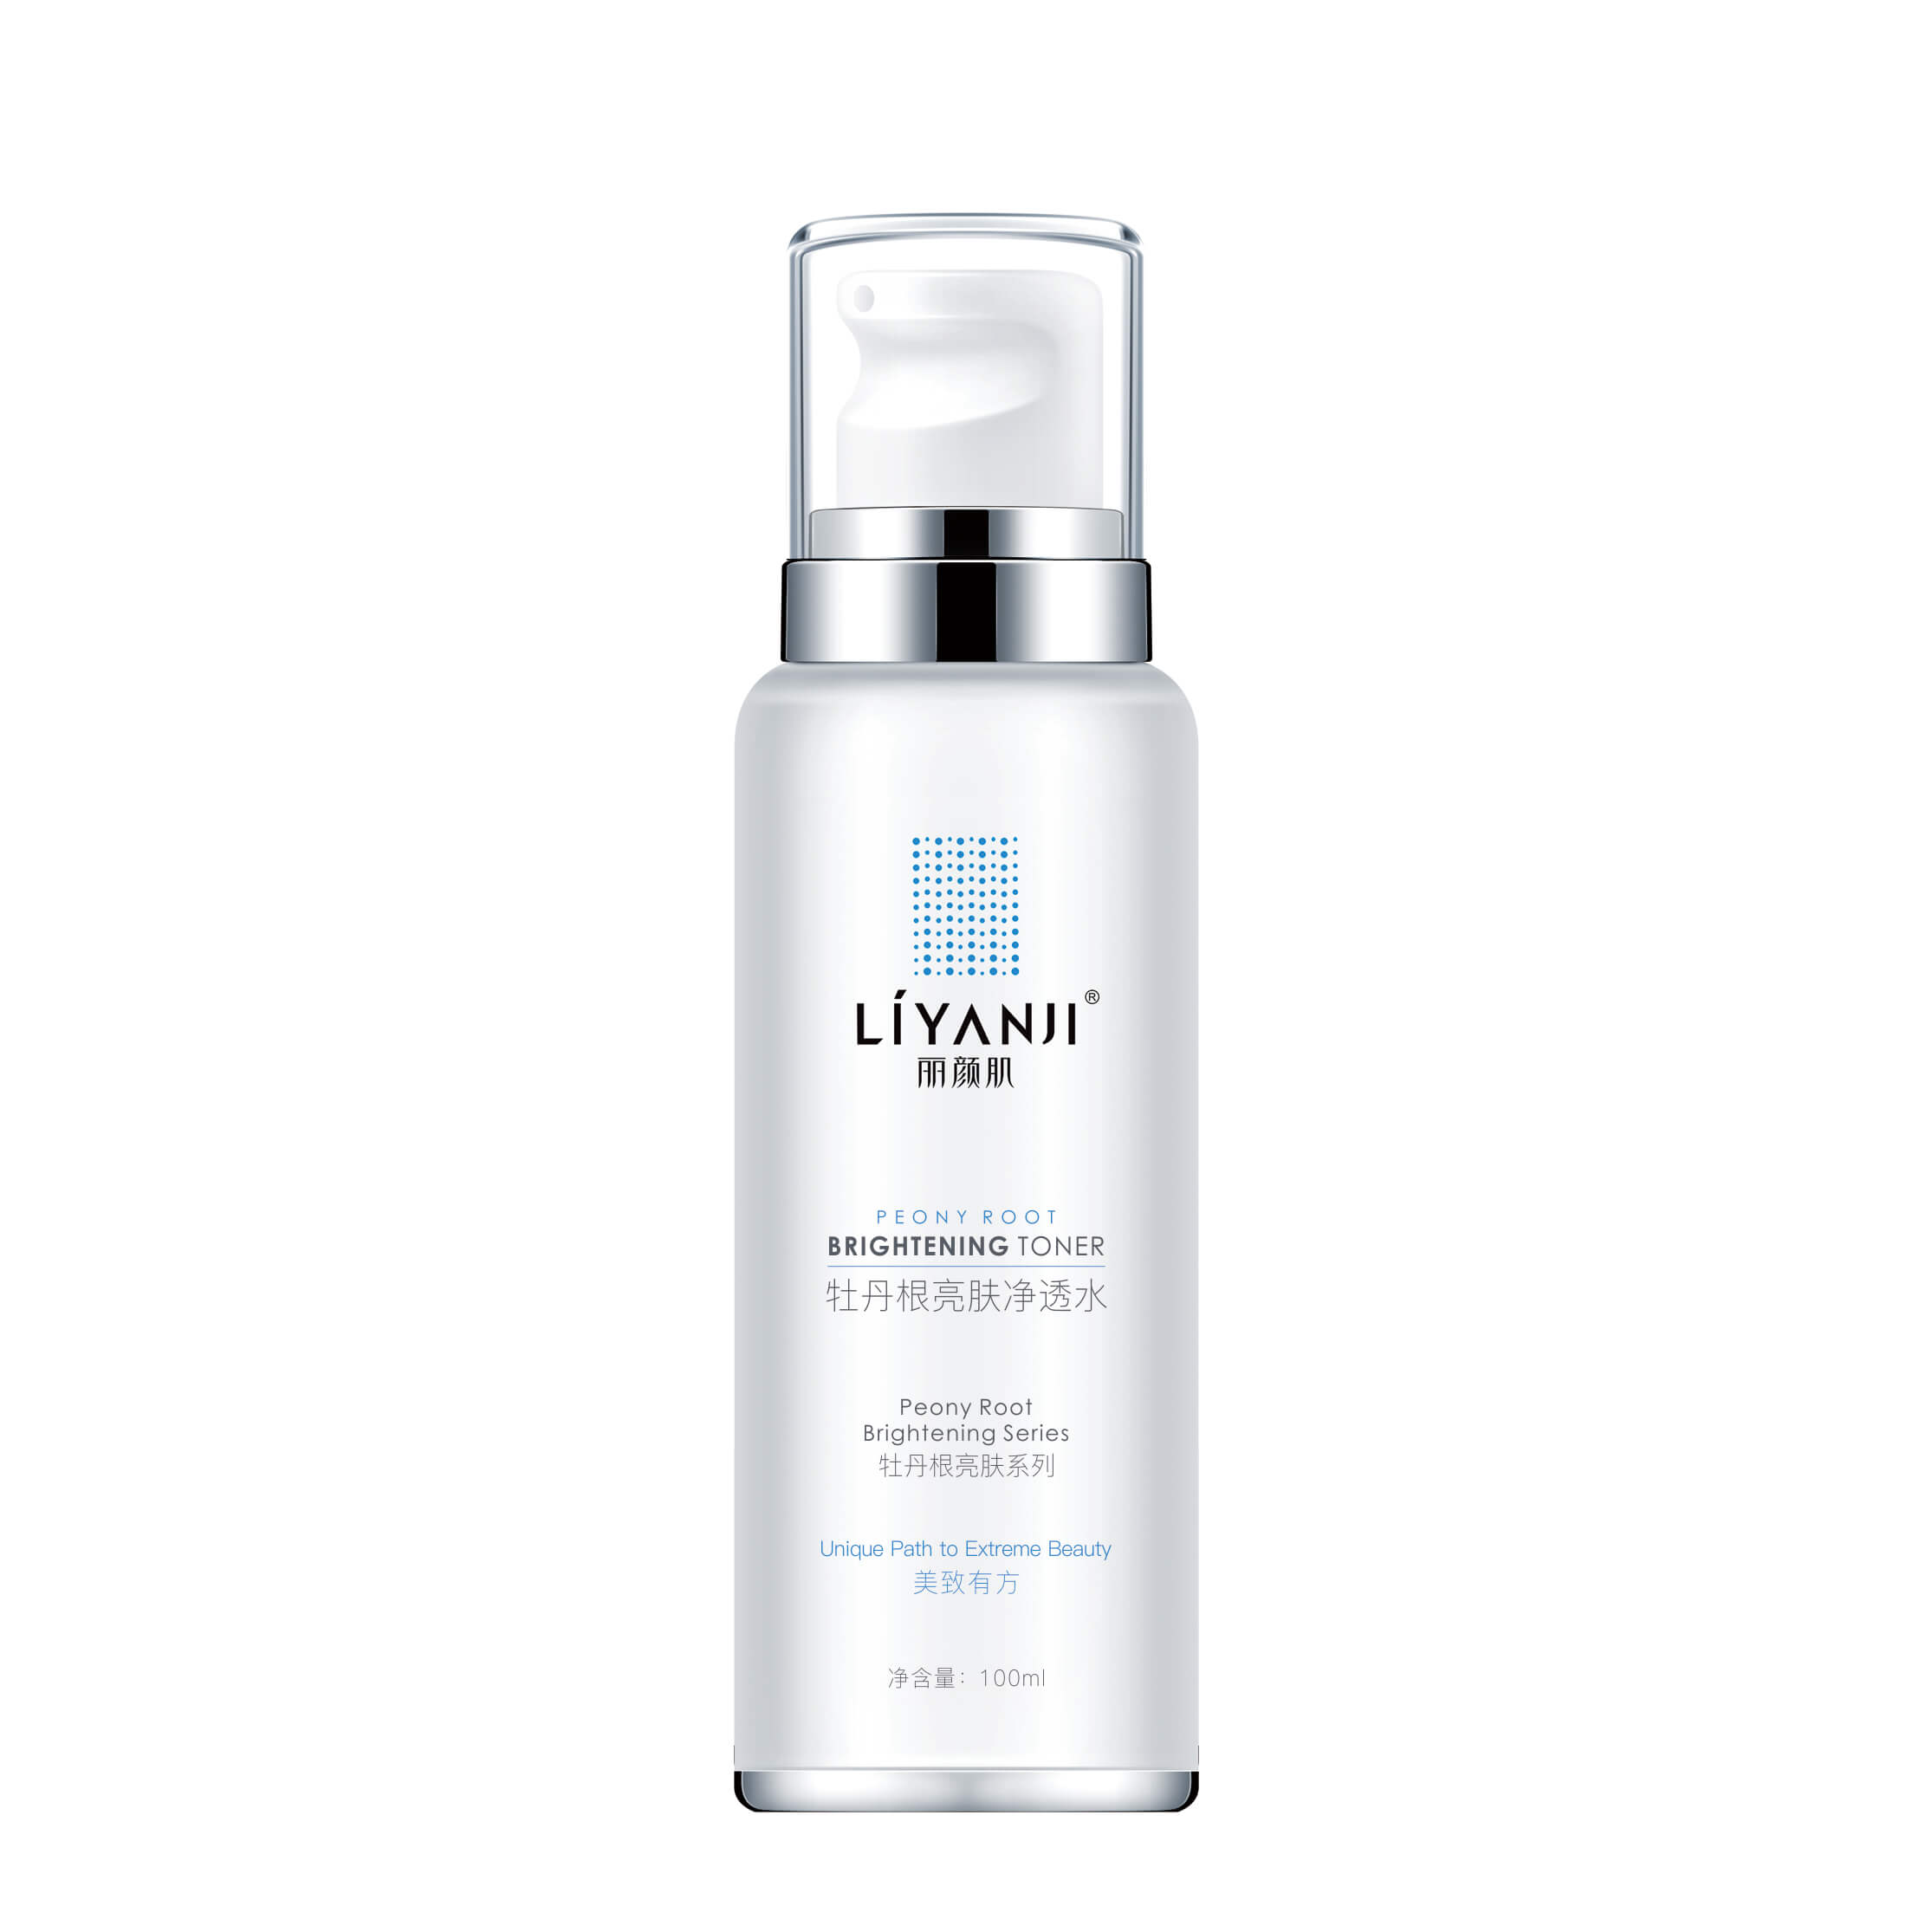 LÍYANJI®
丽颜肌
PEONY ROOT
BRIGHTENING TONER
牡丹根亮肤净透水
Peony Root
Brightening Series
牡丹根亮肤系列
Unique Path to Extreme Beauty
美致有方
净含量：100ml